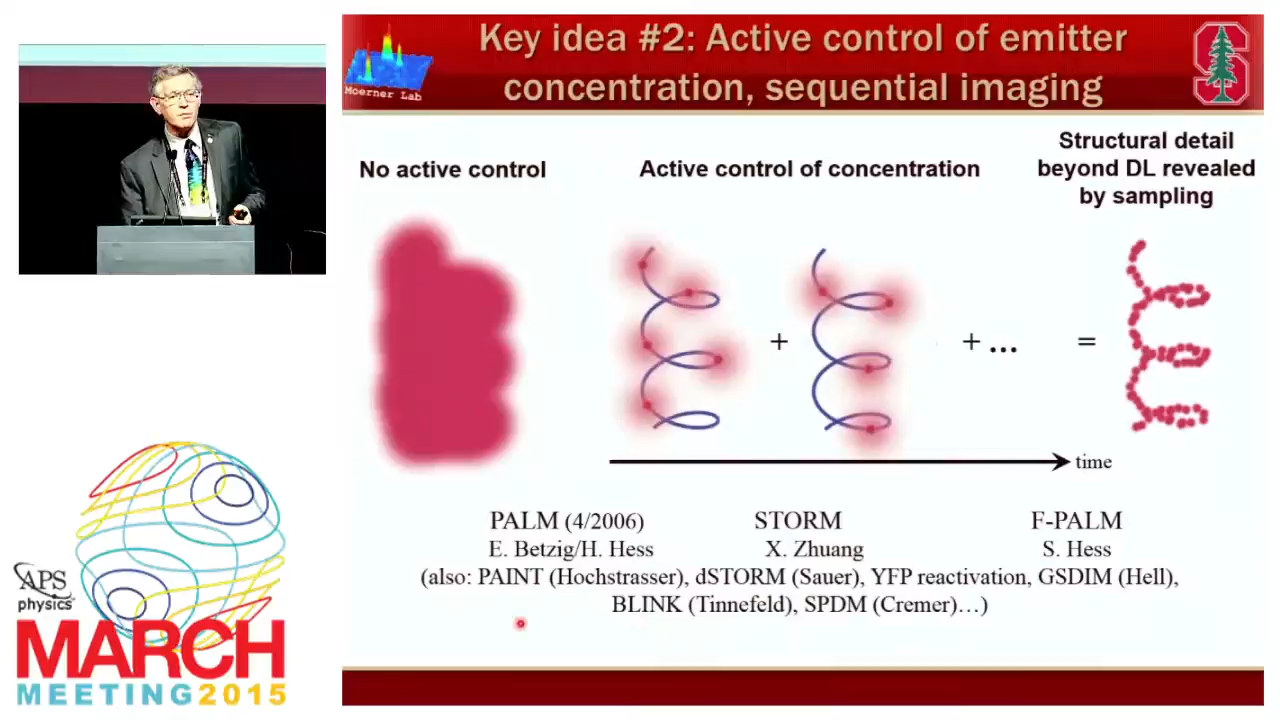 Key idea #2: Active control of emitter
concentration, sequential imaging
Moerner Lab
S
No active control
Active control of concentration
Structural detail
beyond DL revealed
by sampling
+
+ ...
=
time
PALM (4/2006)
STORM
F-PALM
E. Betzig/H. Hess
X. Zhuang
S. Hess
(also: PAINT (Hochstrasser), dSTORM (Sauer), YFP reactivation, GSDIM (Hell),
BLINK (Tinnefeld), SPDM (Cremer)…)
APS
physics
MARCH
MEETING2015